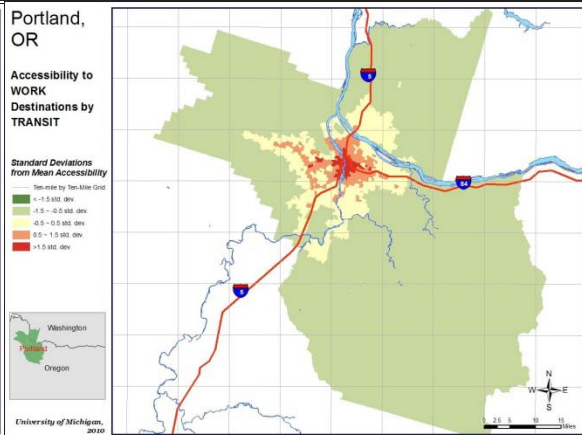 Portland,
OR
Accessibility to
WORK
Destinations by
TRANSIT
Standard Deviations
from Mean Accessibility
Ten-mile by Ten-Mile Grid
< -1.5 std. dev.
-1.5 ~ -0.5 std. dev.
-0.5 ~ 0.5 std. dev.
0.5 ~ 1.5 std. dev.
>1.5 std. dev.
Washington
Portland
Oregon
University of Michigan,
2010
5
84
5
N
W E
S
0 2.5 5 10 15
Miles